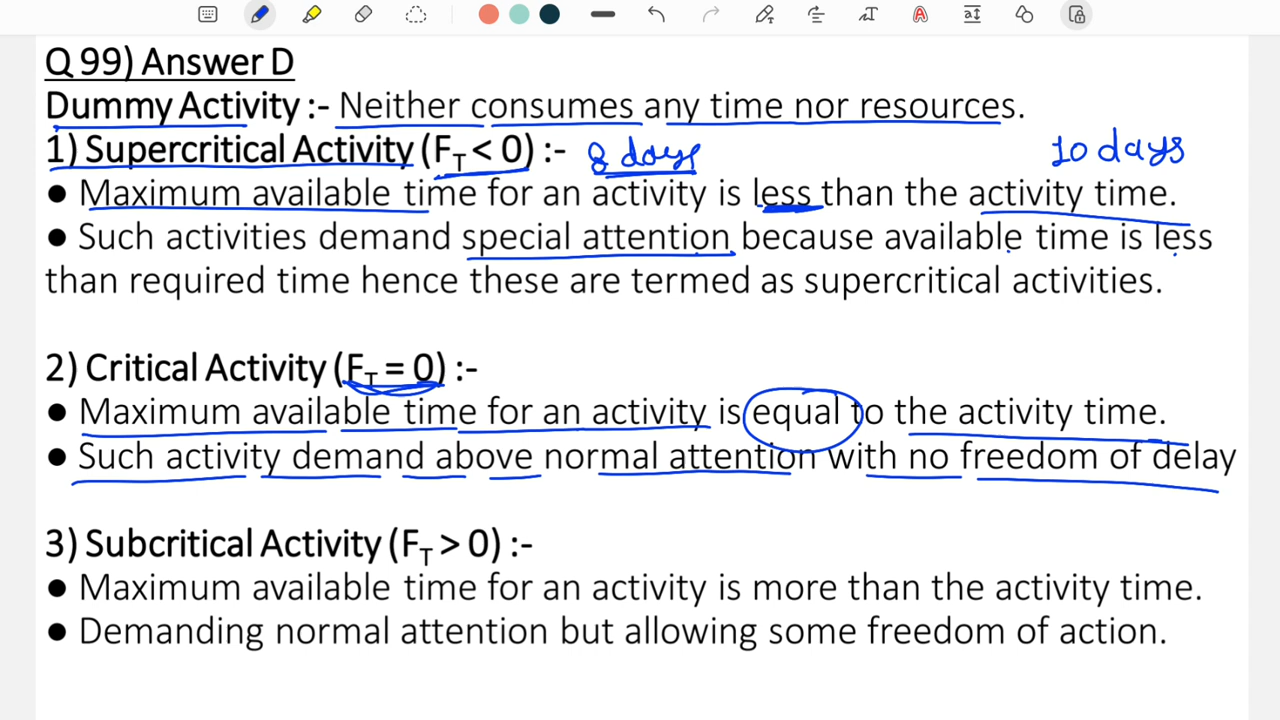 Q 99) Answer D
Dummy Activity :- Neither consumes any time nor resources.
1) Supercritical Activity (F_T < 0) :- 8 days 10 days
● Maximum available time for an activity is less than the activity time.
● Such activities demand special attention because available time is less
than required time hence these are termed as supercritical activities.
2) Critical Activity (F_T = 0) :-
● Maximum available time for an activity is equal to the activity time.
● Such activity demand above normal attention with no freedom of delay
3) Subcritical Activity (F_T > 0) :-
● Maximum available time for an activity is more than the activity time.
● Demanding normal attention but allowing some freedom of action.